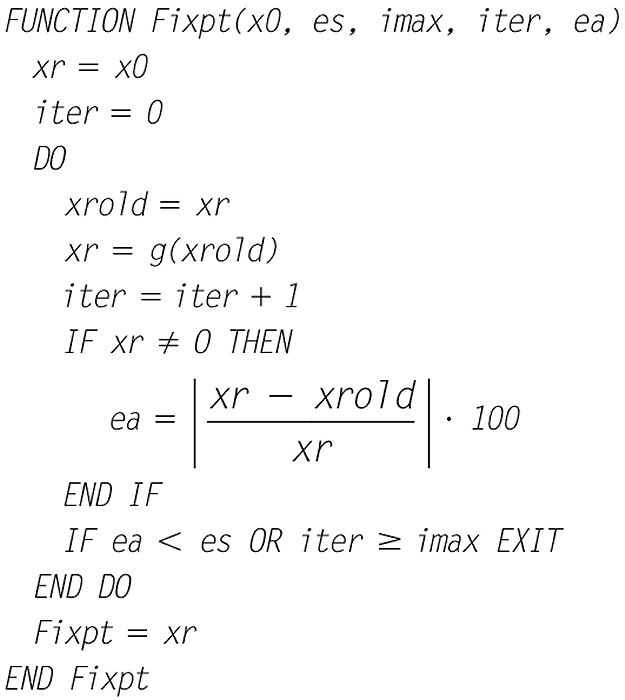 FUNCTION Fixpt(x0, es, imax, iter, ea)
xr = x0
iter = 0
DO
xrold = xr
xr = g(xrold)
iter = iter + 1
IF xr ≠ 0 THEN
ea = | (xr − xrold) / xr | · 100
END IF
IF ea < es OR iter ≥ imax EXIT
END DO
Fixpt = xr
END Fixpt